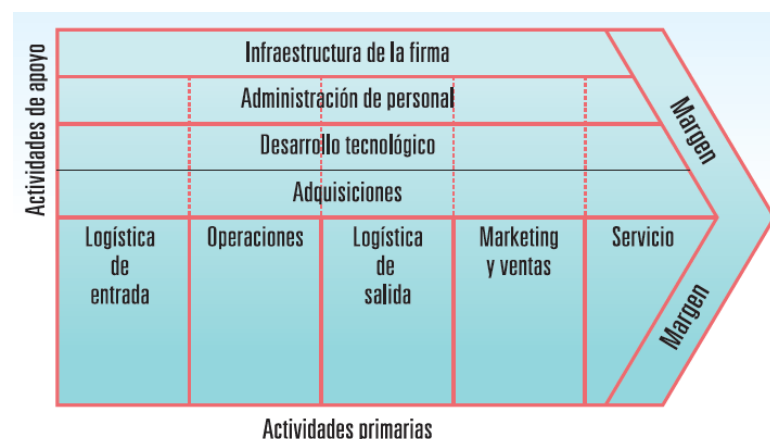 Actividades de apoyo
Infraestructura de la firma
Administración de personal
Desarrollo tecnológico
Adquisiciones
Logística
de
entrada
Operaciones
Logística
de
salida
Marketing
y ventas
Servicio
Margen
Margen
Actividades primarias